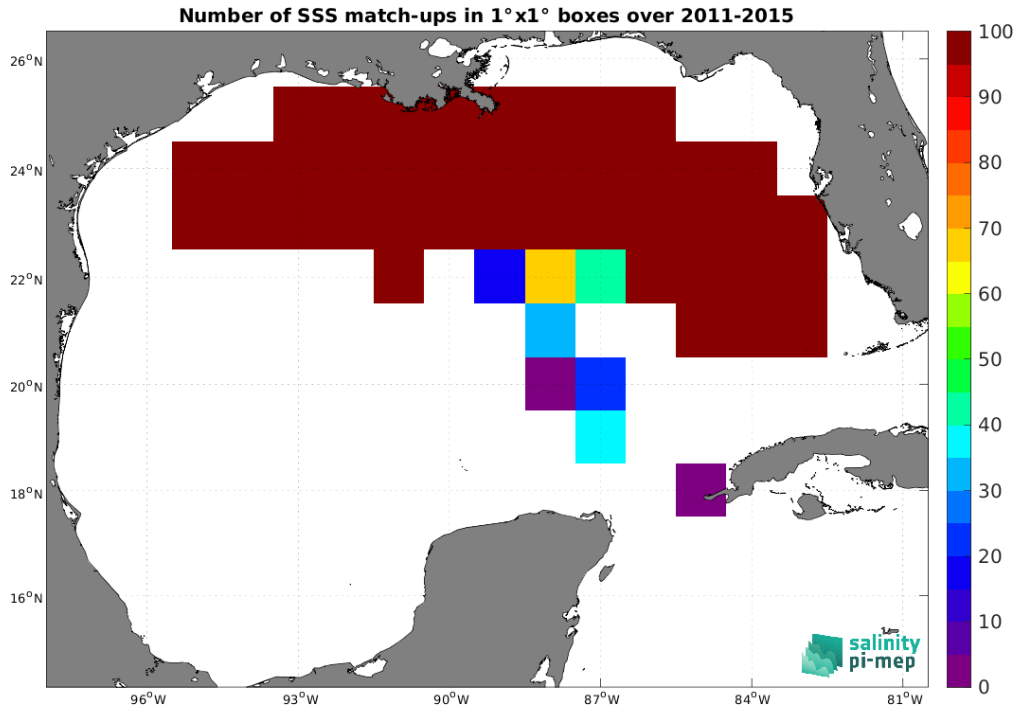 Number of SSS match-ups in 1°x1° boxes over 2011-2015
26°N
24°N
22°N
20°N
18°N
16°N
96°W
93°W
90°W
87°W
84°W
81°W
100
90
80
70
60
50
40
30
20
10
0
salinity
pi-mep